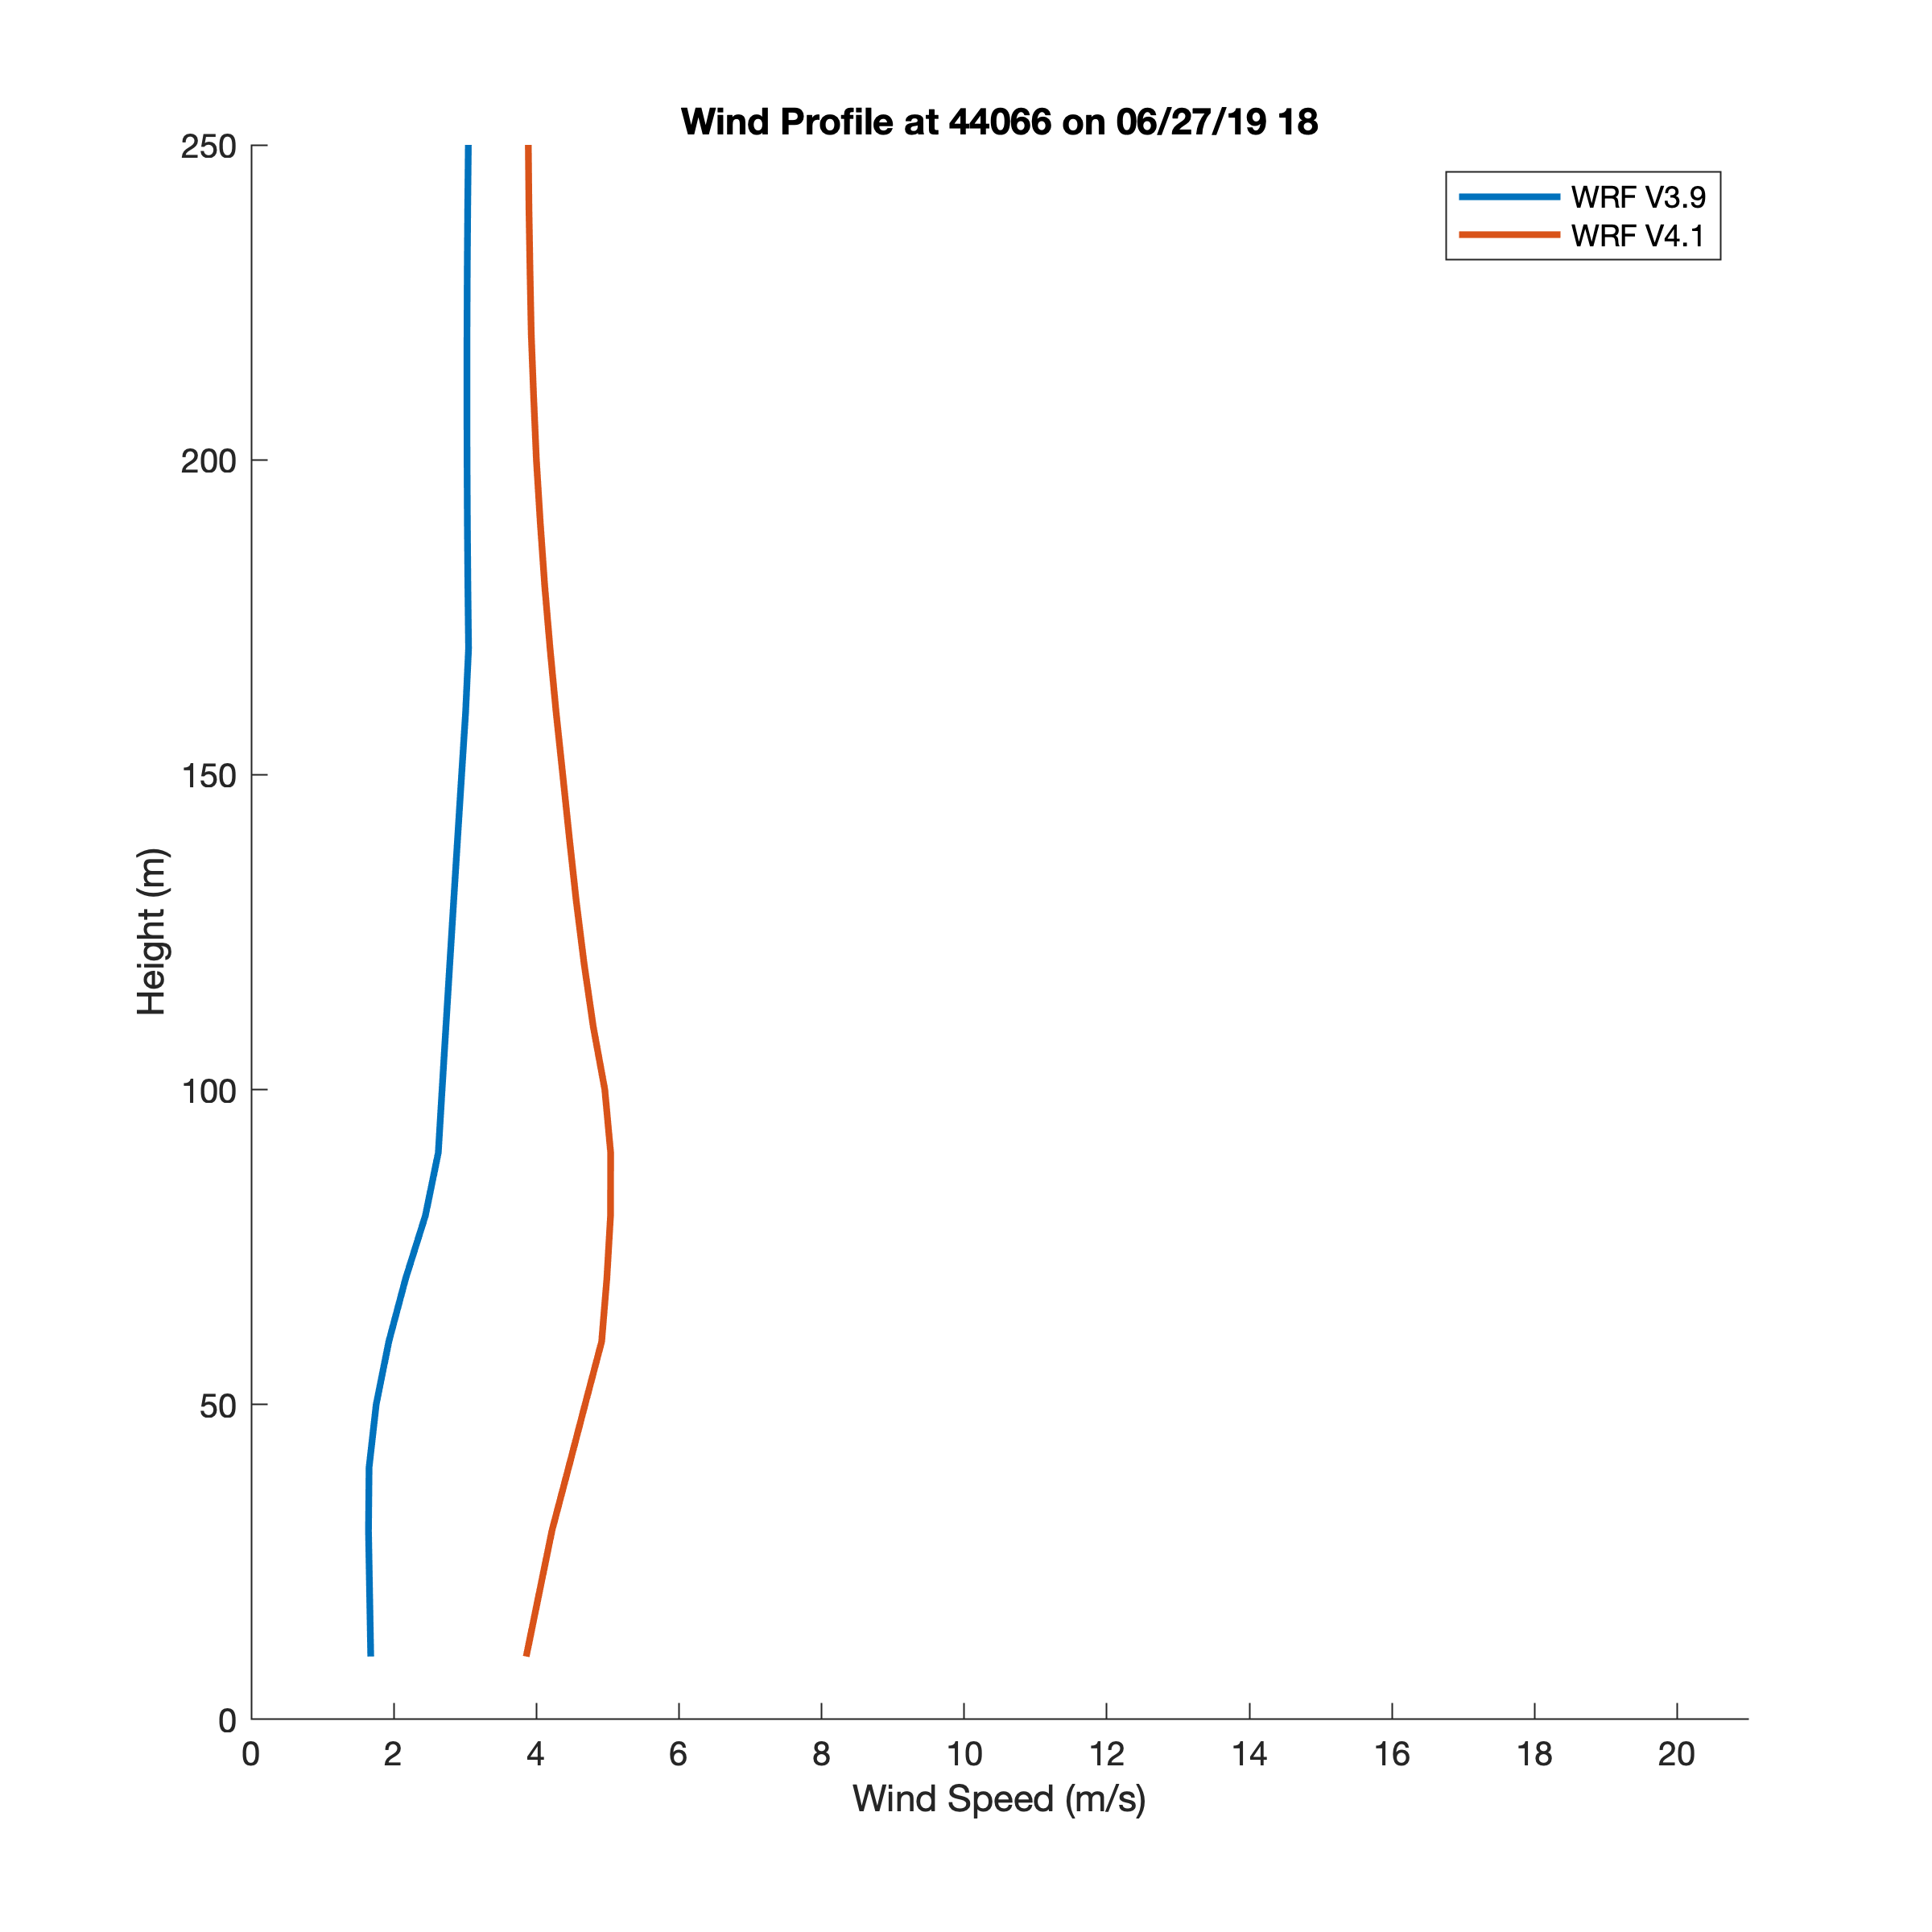 Wind Profile at 44066 on 06/27/19 18
WRF V3.9
WRF V4.1
250
200
150
100
50
0
Height (m)
0 2 4 6 8 10 12 14 16 18 20
Wind Speed (m/s)